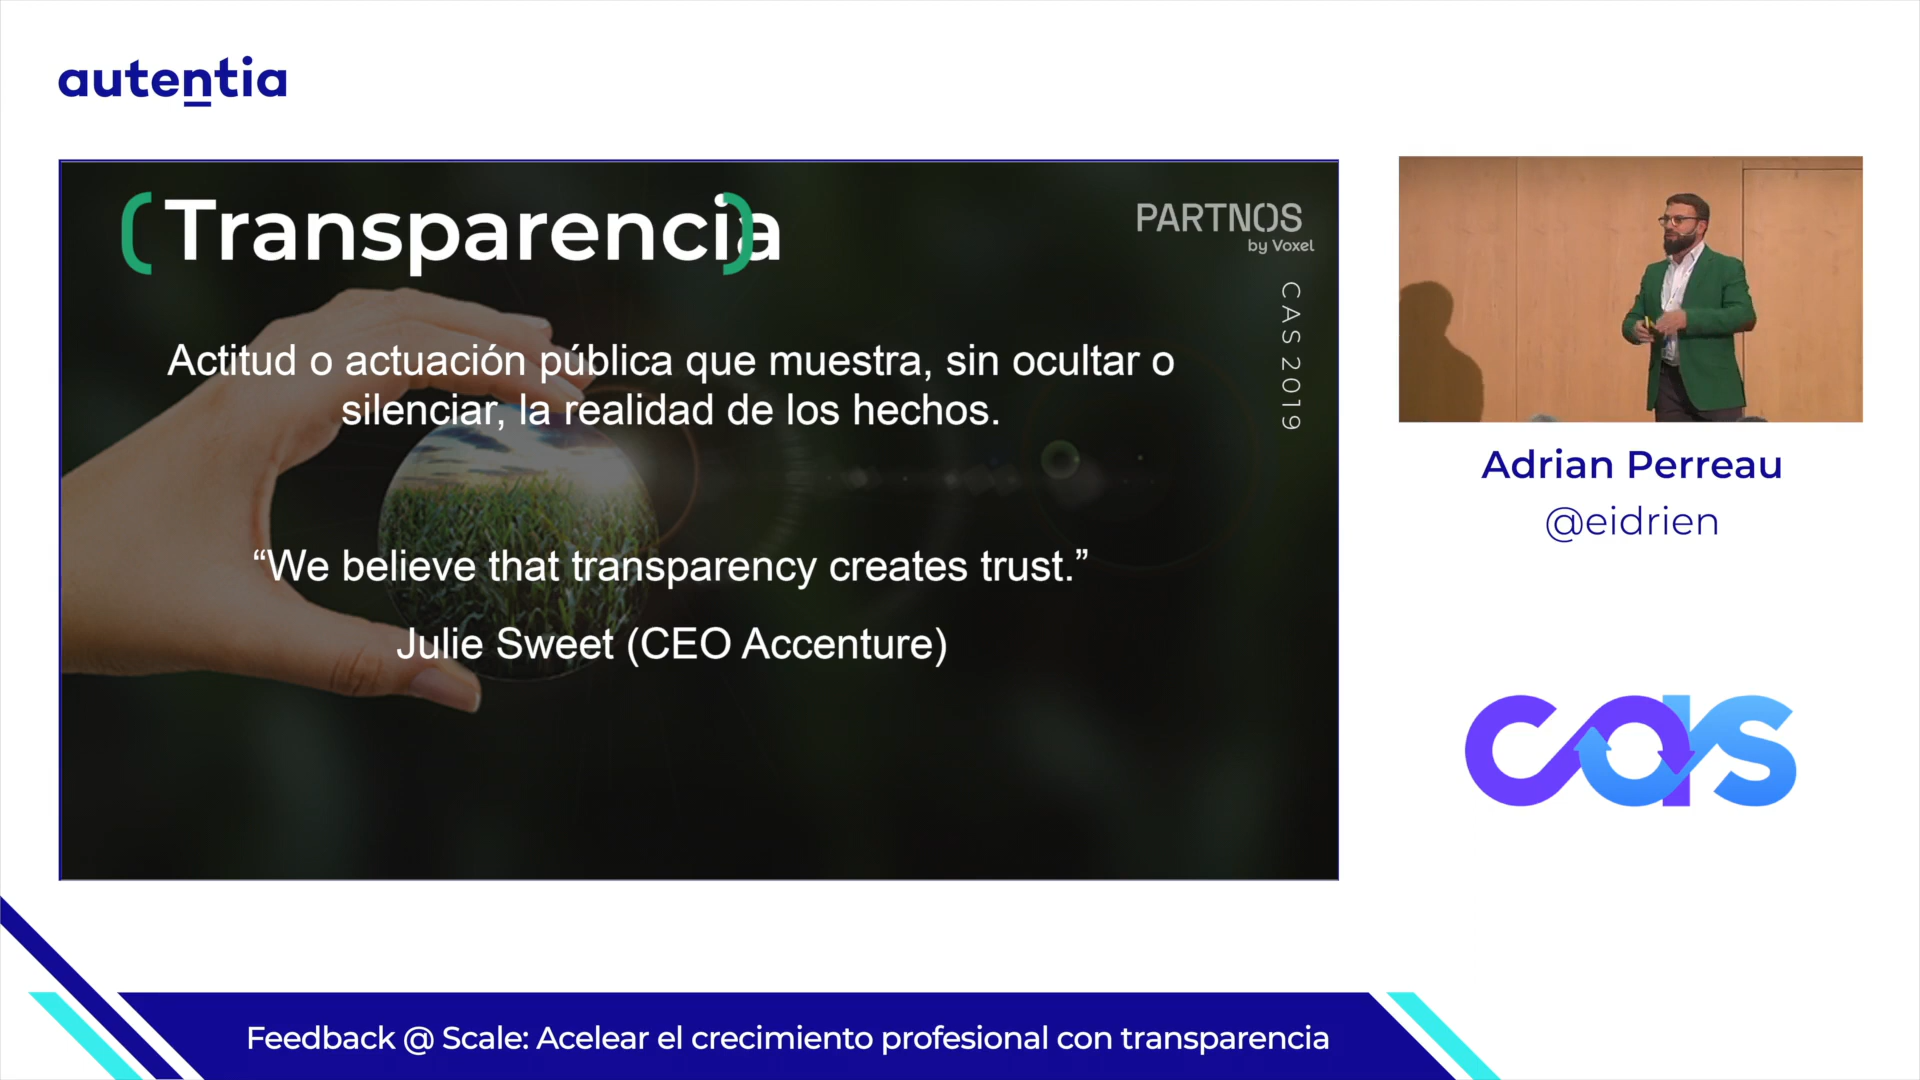 autentia
(Transparencia)
PARTNOS
by Voxel
CAS 2019
Actitud o actuación pública que muestra, sin ocultar o
silenciar, la realidad de los hechos.
“We believe that transparency creates trust.”
Julie Sweet (CEO Accenture)
Adrian Perreau
@eidrien
cas
Feedback @ Scale: Acelear el crecimiento profesional con transparencia